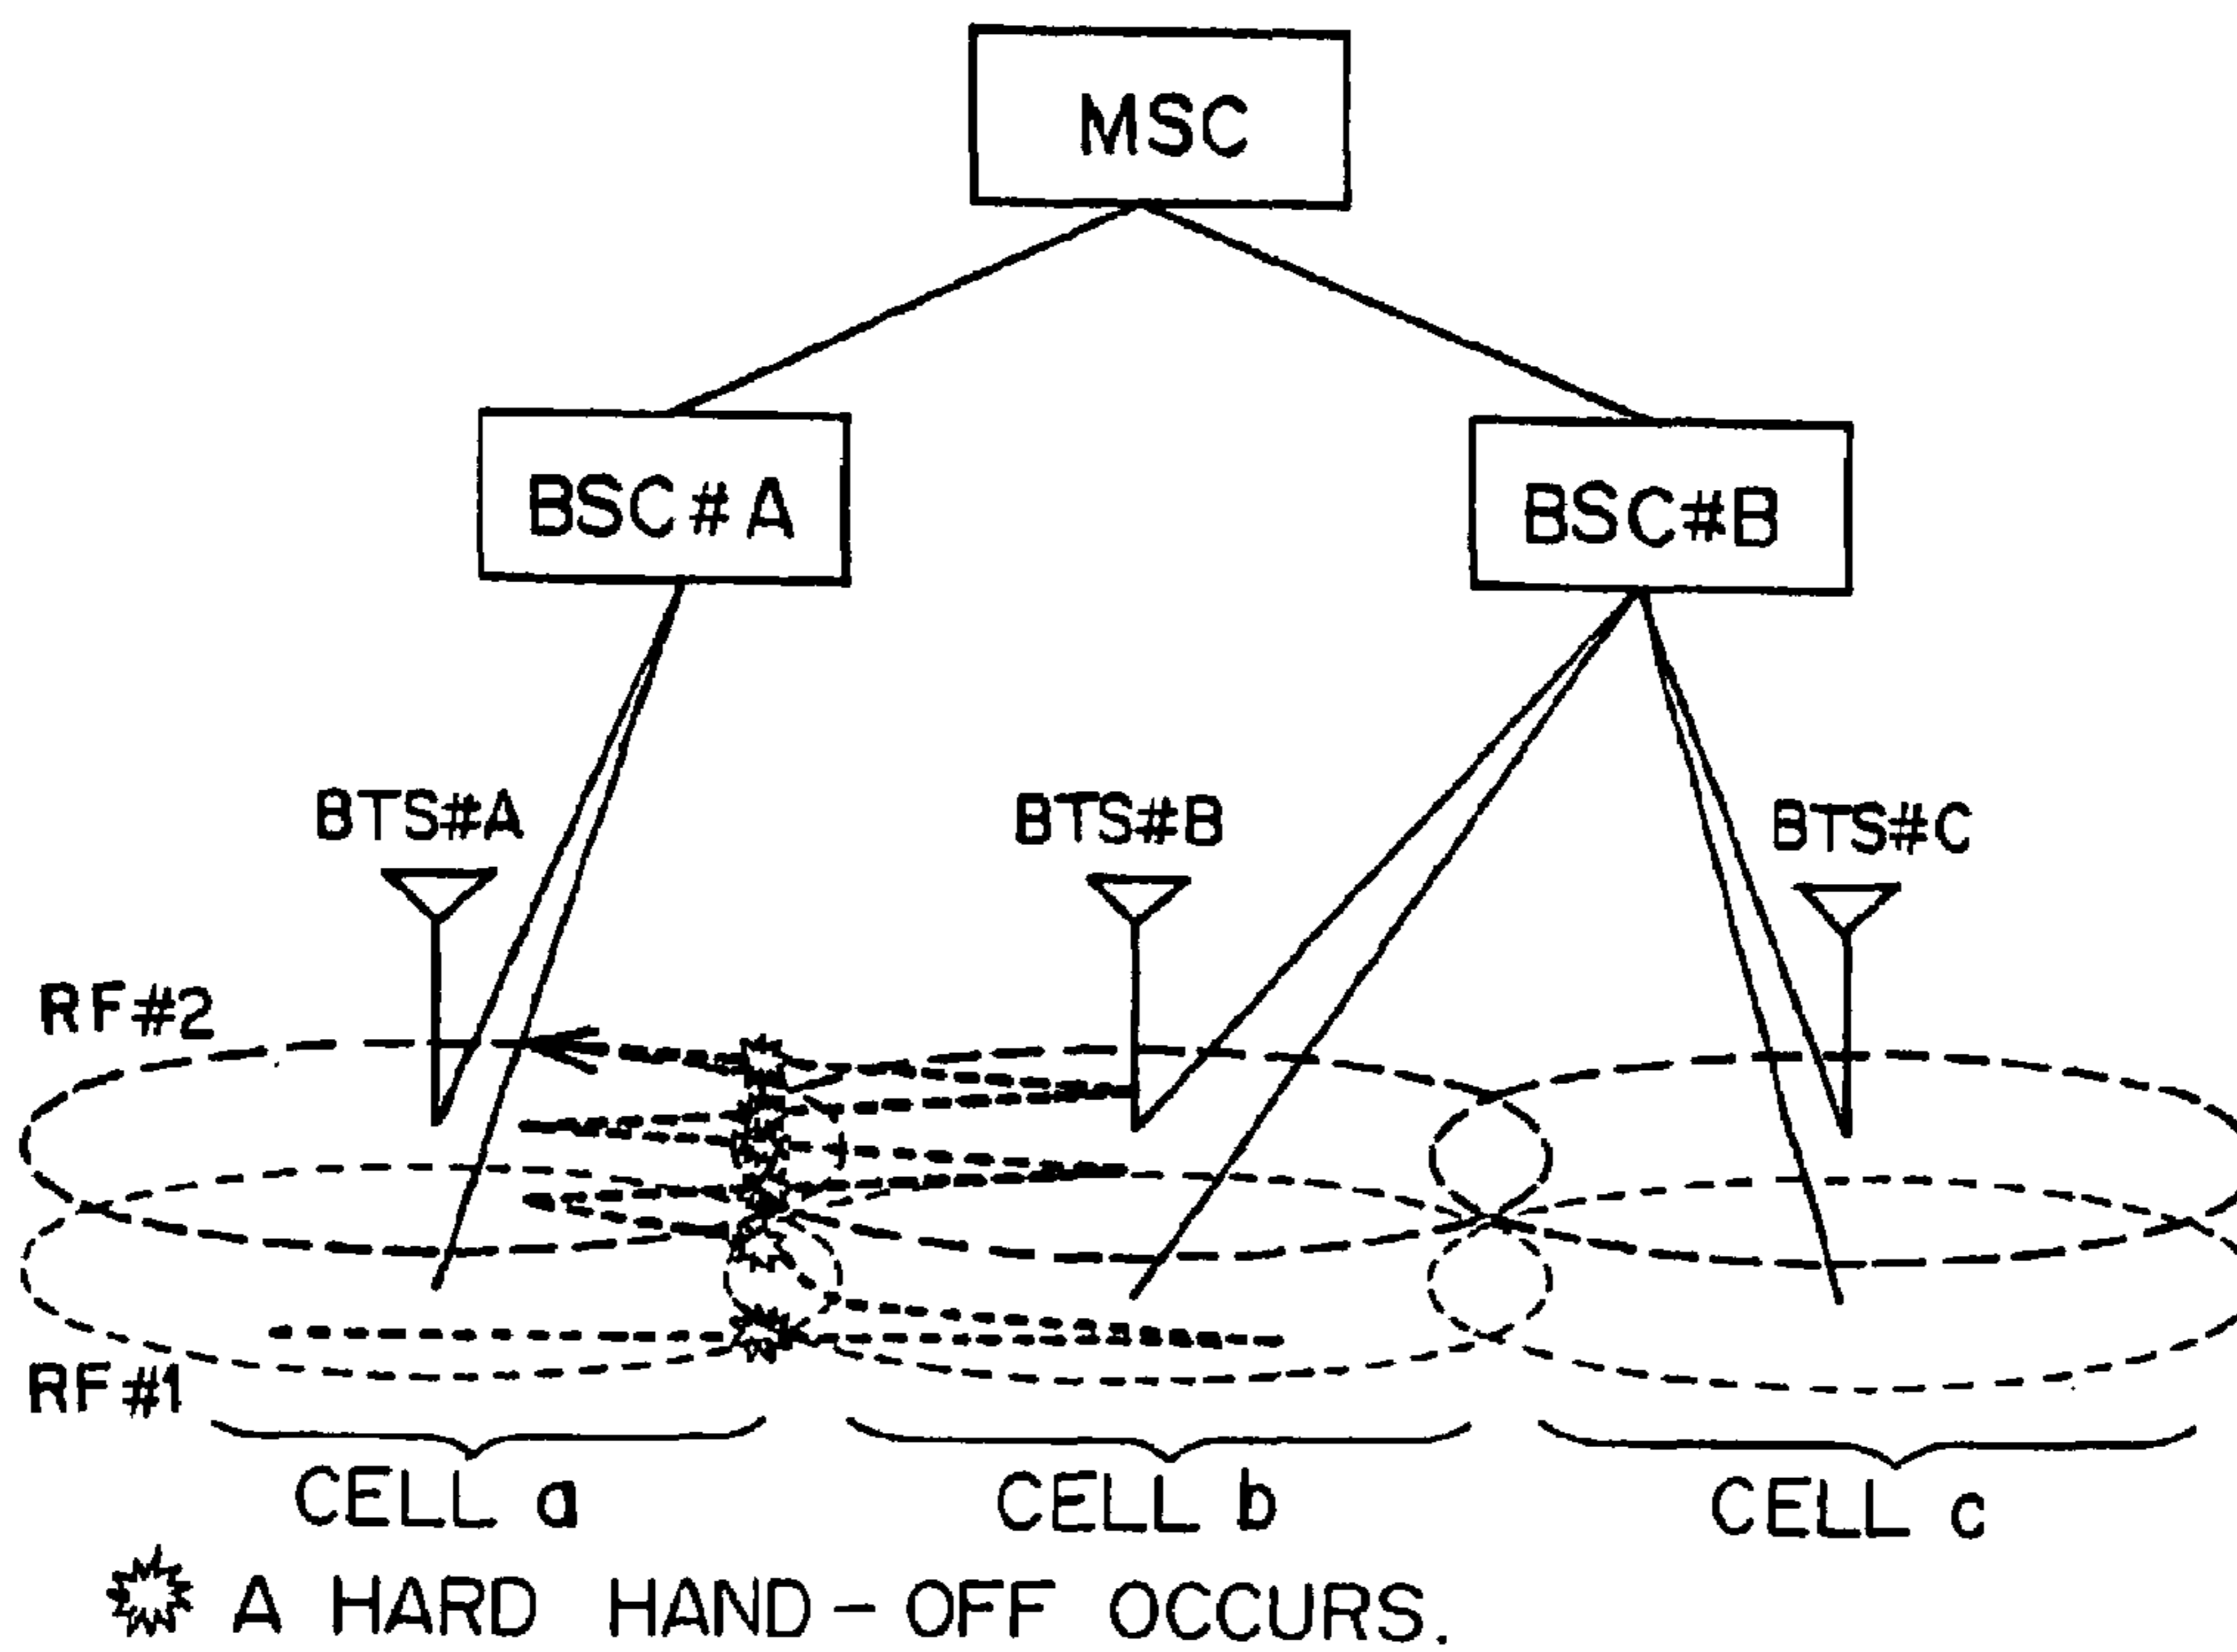 MSC
BSC#A
BSC#B
BTS#A
BTS#B
BTS#C
RF#2
RF#1
CELL a
CELL b
CELL c
A HARD HAND-OFF OCCURS.